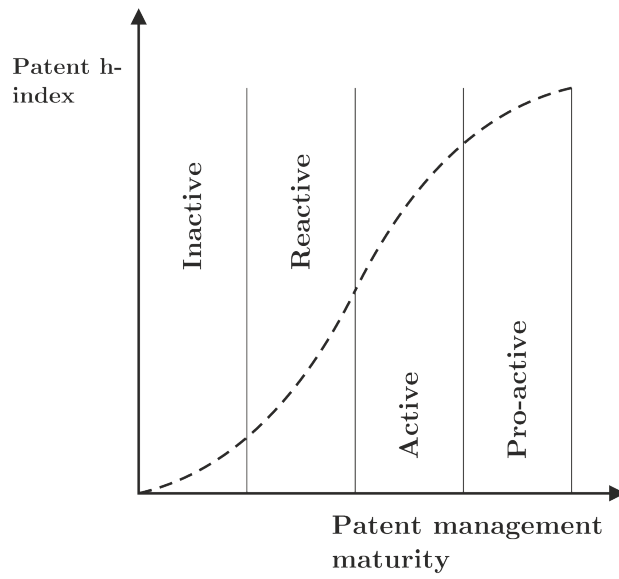 Patent h-
index
Inactive
Reactive
Active
Pro-active
Patent management
maturity